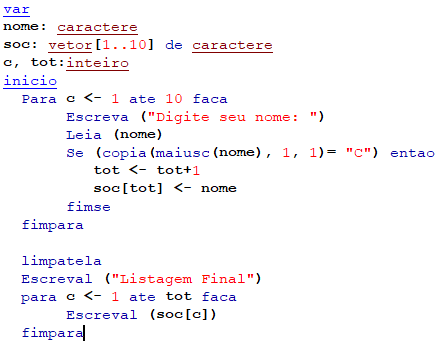 var
nome: caractere
soc: vetor[1..10] de caractere
c, tot:inteiro
inicio
Para c <- 1 ate 10 faca
Escreva ("Digite seu nome: ")
Leia (nome)
Se (copia(maiusc(nome), 1, 1)= "C") entao
tot <- tot+1
soc[tot] <- nome
fimse
fimpara
limpatela
Escreval ("Listagem Final")
para c <- 1 ate tot faca
Escreval (soc[c])
fimpara